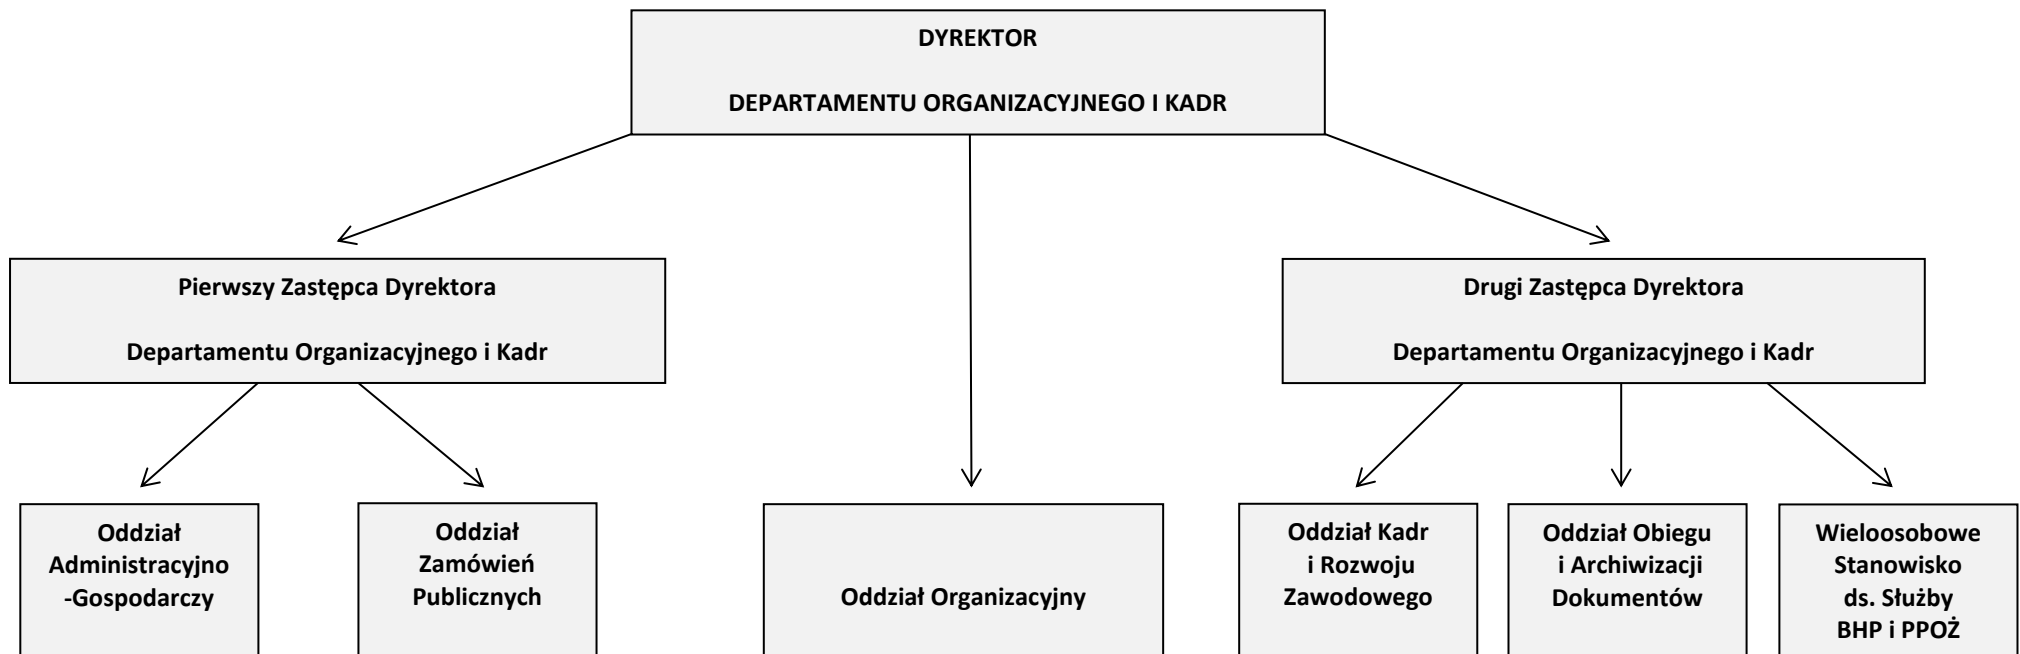 DYREKTOR
DEPARTAMENTU ORGANIZACYJNEGO I KADR
Pierwszy Zastępca Dyrektora
Departamentu Organizacyjnego i Kadr
Drugi Zastępca Dyrektora
Departamentu Organizacyjnego i Kadr
Oddział
Administracyjno
-Gospodarczy
Oddział
Zamówień
Publicznych
Oddział Organizacyjny
Oddział Kadr
i Rozwoju
Zawodowego
Oddział Obiegu
i Archiwizacji
Dokumentów
Wieloosobowe
Stanowisko
ds. Służby
BHP i PPOŻ